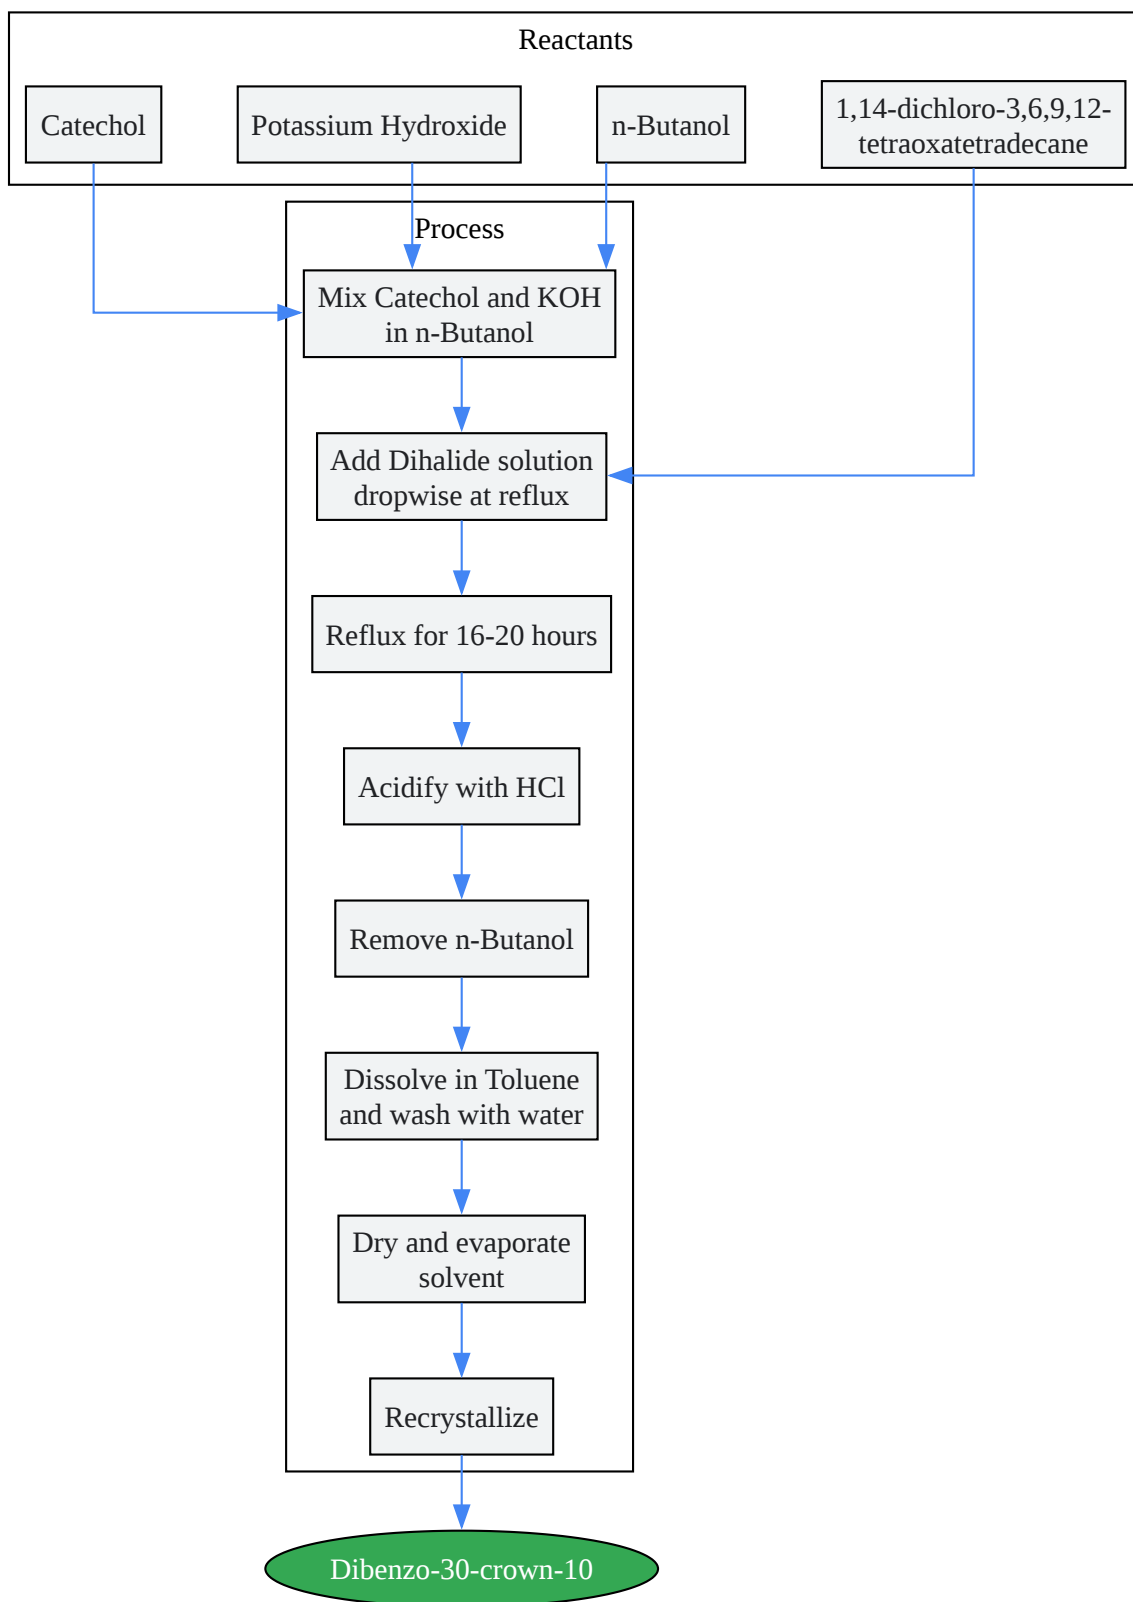 Reactants
Catechol
Potassium Hydroxide
n-Butanol
1,14-dichloro-3,6,9,12-
tetraoxatetradecane
Process
Mix Catechol and KOH
in n-Butanol
Add Dihalide solution
dropwise at reflux
Reflux for 16-20 hours
Acidify with HCl
Remove n-Butanol
Dissolve in Toluene
and wash with water
Dry and evaporate
solvent
Recrystallize
Dibenzo-30-crown-10